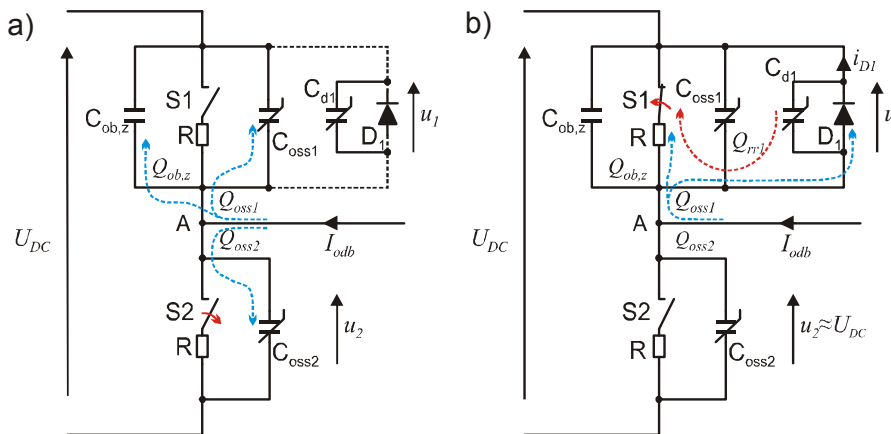 a)
C_ob,z
S1
R
C_oss1
C_d1
D_1
u_1
Q_ob,z
Q_oss1
A
Q_oss2
I_odb
U_DC
S2
R
C_oss2
u_2
b)
C_ob,z
S1
R
C_oss1
C_d1
i_D1
D_1
Q_rr1
Q_ob,z
Q_oss1
A
Q_oss2
I_odb
U_DC
S2
R
C_oss2
u_2≈U_DC